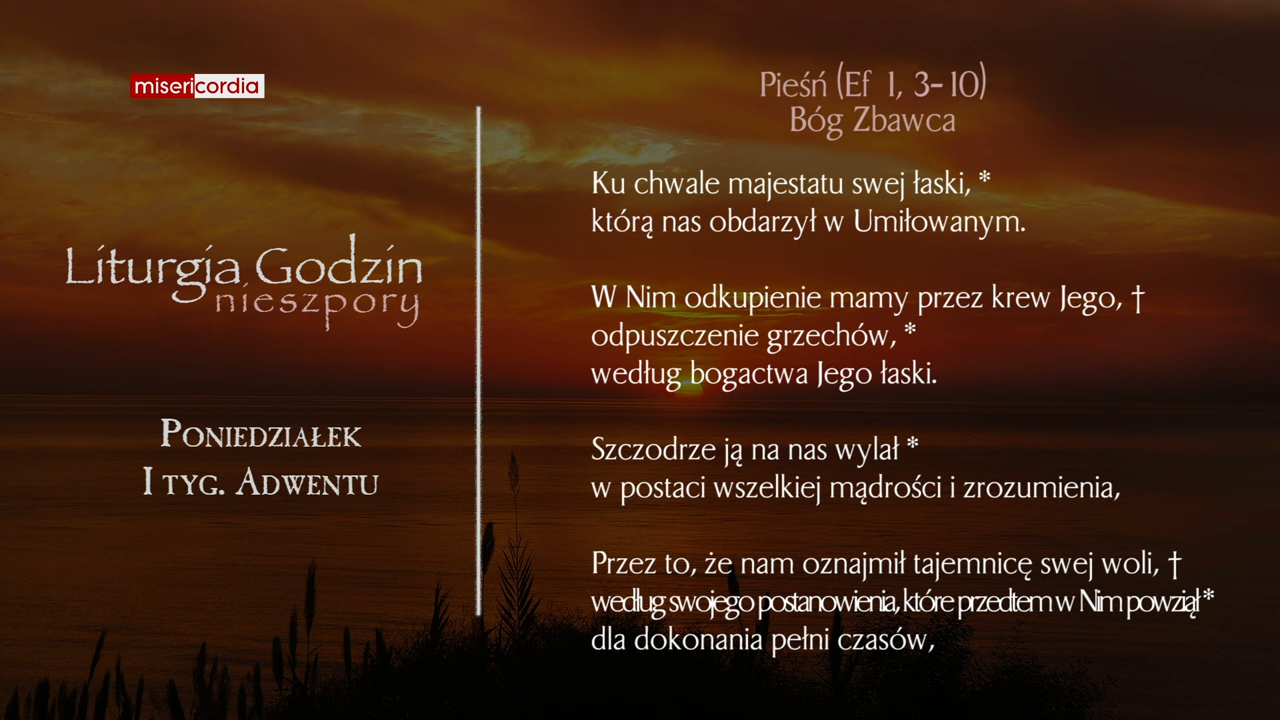 misericordia
Liturgia Godzin
nieszpory
Poniedziałek
I tyg. Adwentu
Pieśń (Ef 1, 3-10)
Bóg Zbawca
Ku chwale majestatu swej łaski, *
którą nas obdarzył w Umiłowanym.
W Nim odkupienie mamy przez krew Jego, †
odpuszczenie grzechów, *
według bogactwa Jego łaski.
Szczodrze ją na nas wylał *
w postaci wszelkiej mądrości i zrozumienia,
Przez to, że nam oznajmił tajemnicę swej woli, †
według swojego postanowienia, które przedtem w Nim powziął *
dla dokonania pełni czasów,